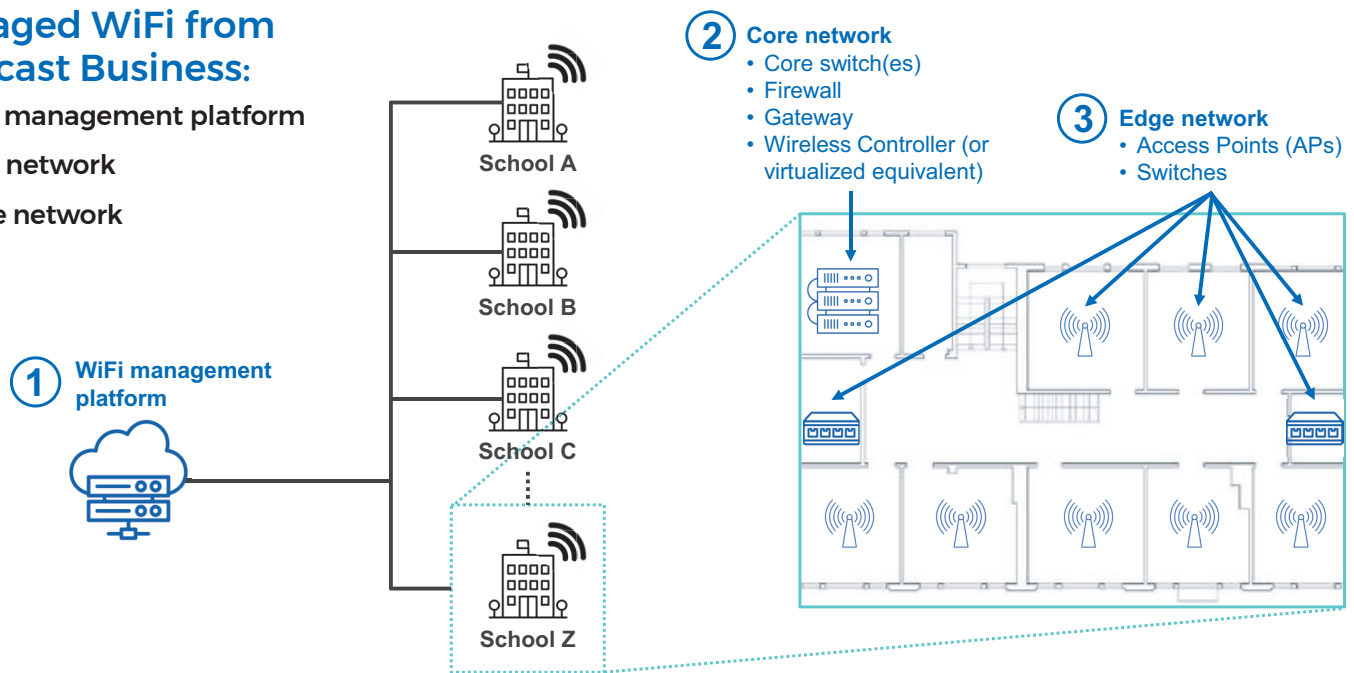 aged WiFi from
cast Business:
management platform
network
e network
School A
School B
School C
School Z
1
WiFi management
platform
2
Core network
• Core switch(es)
• Firewall
• Gateway
• Wireless Controller (or
virtualized equivalent)
3
Edge network
• Access Points (APs)
• Switches